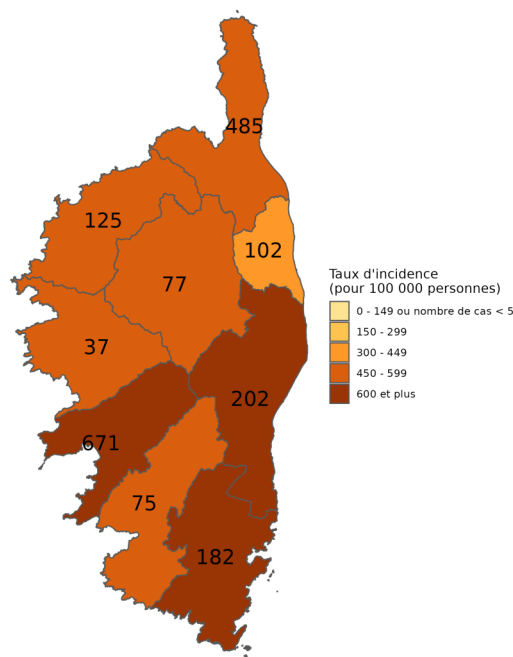 485
125
102
77
37
202
671
75
182
Taux d'incidence
(pour 100 000 personnes)
0 - 149 ou nombre de cas < 5
150 - 299
300 - 449
450 - 599
600 et plus